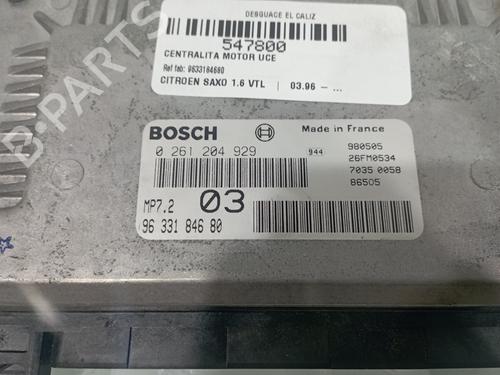 B-PARTS
DESGUACE EL CALIZ
547800
CENTRALITA MOTOR UCE
Ref fab: 9633184680
CITROEN SAXO 1.6 VTL | 03.96 – ...
BOSCH Made in France
0 261 204 929 944 980505
26FM0534
7035 0058
86505
MP7.2 03
96 331 846 80